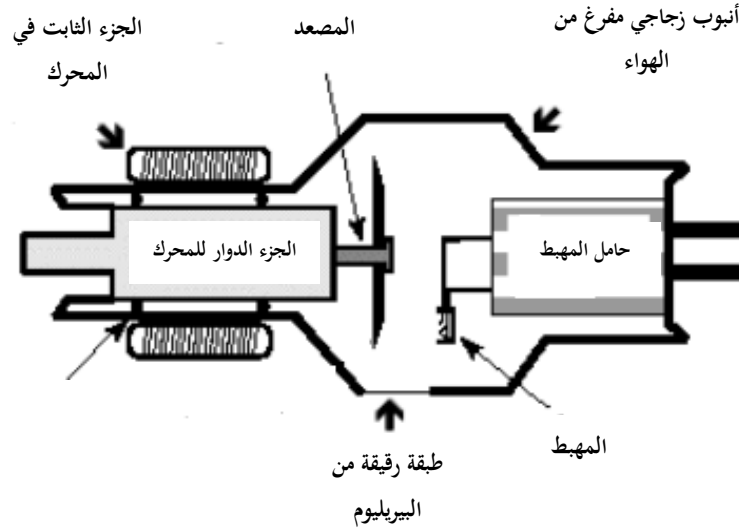 أنبوب زجاجي مفرغ من
الهواء
المصعد
الجزء الثابت في
المحرك
حامل المهبط
الجزء الدوار للمحرك
المهبط
طبقة رقيقة من
البيريليوم